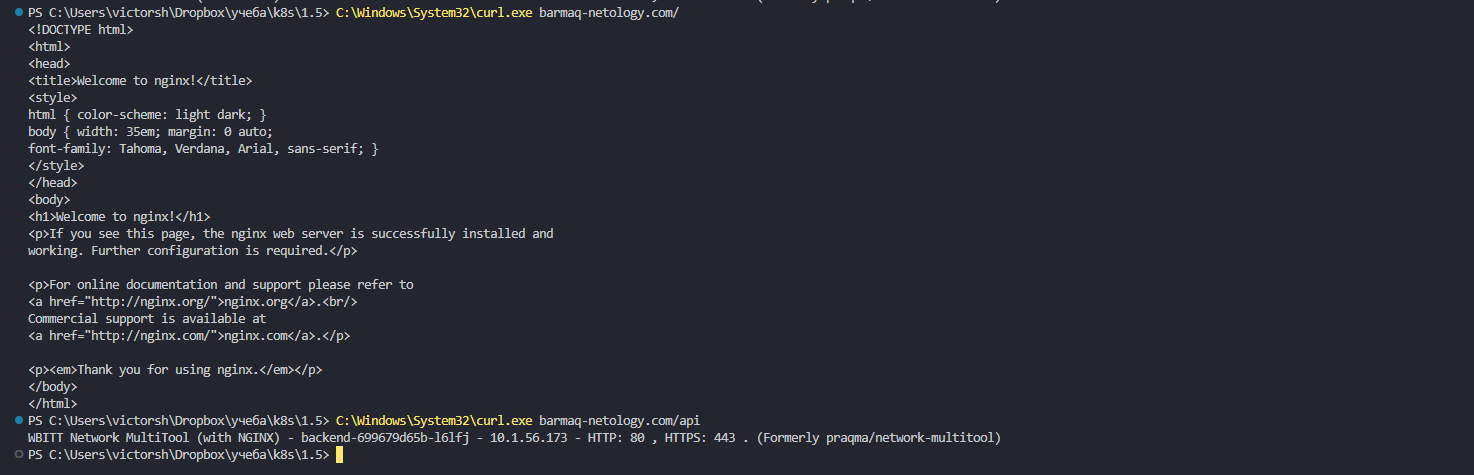 PS C:\Users\victorsh\Dropbox\учеба\k8s\1.5> C:\Windows\System32\curl.exe barmaq-netology.com/
<!DOCTYPE html>
<html>
<head>
<title>Welcome to nginx!</title>
<style>
html { color-scheme: light dark; }
body { width: 35em; margin: 0 auto;
font-family: Tahoma, Verdana, Arial, sans-serif; }
</style>
</head>
<body>
<h1>Welcome to nginx!</h1>
<p>If you see this page, the nginx web server is successfully installed and
working. Further configuration is required.</p>

<p>For online documentation and support please refer to
<a href="http://nginx.org/">nginx.org</a>.<br/>
Commercial support is available at
<a href="http://nginx.com/">nginx.com</a>.</p>

<p><em>Thank you for using nginx.</em></p>
</body>
</html>
PS C:\Users\victorsh\Dropbox\учеба\k8s\1.5> C:\Windows\System32\curl.exe barmaq-netology.com/api
WBITT Network MultiTool (with NGINX) - backend-699679d65b-l6lfj - 10.1.56.173 - HTTP: 80 , HTTPS: 443 . (Formerly praqma/network-multitool)
PS C:\Users\victorsh\Dropbox\учеба\k8s\1.5>